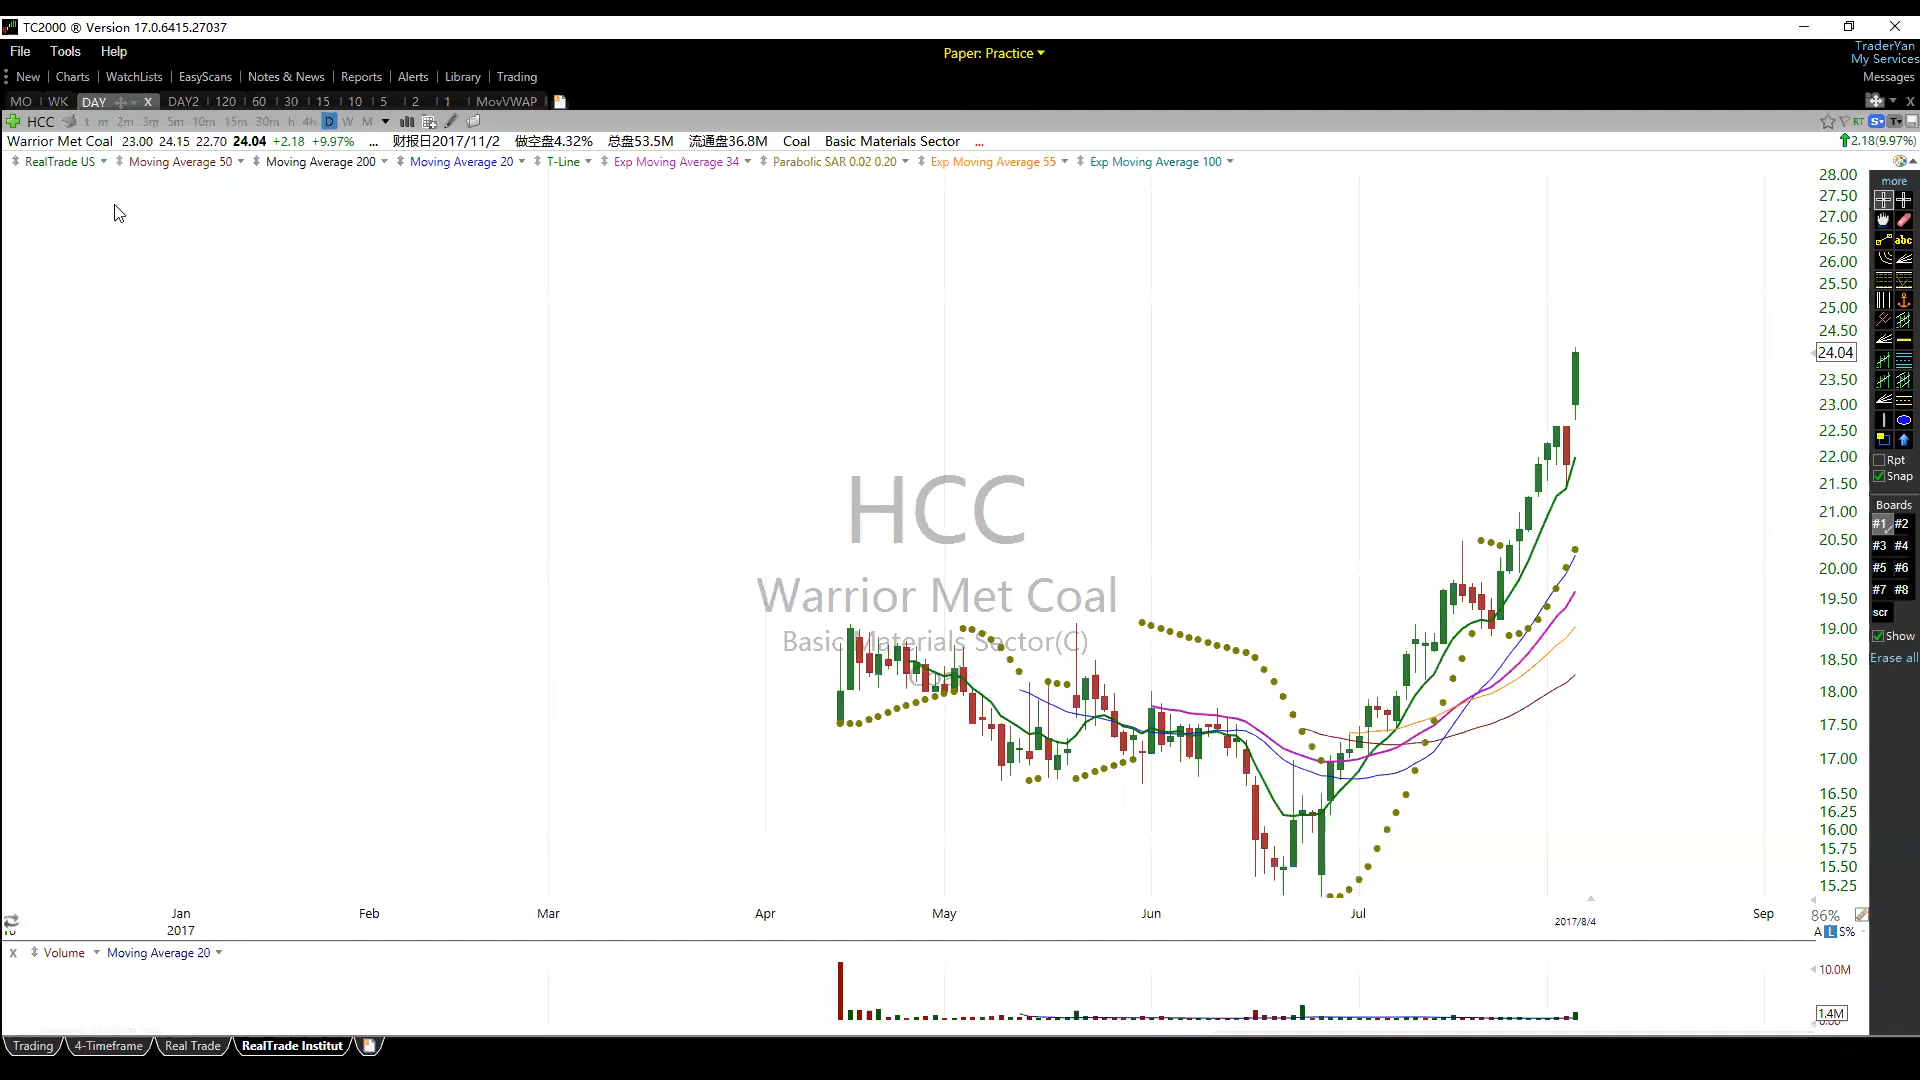 TC2000 ® Version 17.0.6415.27037
File Tools Help
Paper: Practice
TraderYan
My Services
New Charts WatchLists EasyScans Notes & News Reports Alerts Library Trading
Messages
MO WK DAY X DAY2 120 60 30 15 10 5 2 1 MovVWAP
X
HCC t m 2m 3m 5m 10m 15m 30m h 4h D W M
RT S T
Warrior Met Coal 23.00 24.15 22.70 24.04 +2.18 +9.97% ... 财报日2017/11/2 做空盘4.32% 总盘53.5M 流通盘36.8M Coal Basic Materials Sector ...
2.18(9.97%)
RealTrade US Moving Average 50 Moving Average 200 Moving Average 20 T-Line Exp Moving Average 34 Parabolic SAR 0.02 0.20 Exp Moving Average 55 Exp Moving Average 100
28.00
27.50
27.00
26.50
26.00
25.50
25.00
24.50
24.04
23.50
23.00
22.50
22.00
21.50
21.00
20.50
20.00
19.50
19.00
18.50
18.00
17.50
17.00
16.50
16.25
16.00
15.75
15.50
15.25
more
abc
Rpt
Snap
Boards
#1 #2
#3 #4
#5 #6
#7 #8
scr
Show
Erase all
HCC
Warrior Met Coal
Basic Materials Sector(C)
Jan Feb Mar Apr May Jun Jul 2017/8/4 Sep
2017
86%
A L S%
X Volume Moving Average 20
10.0M
1.4M
Trading 4-Timeframe Real Trade RealTrade Institut